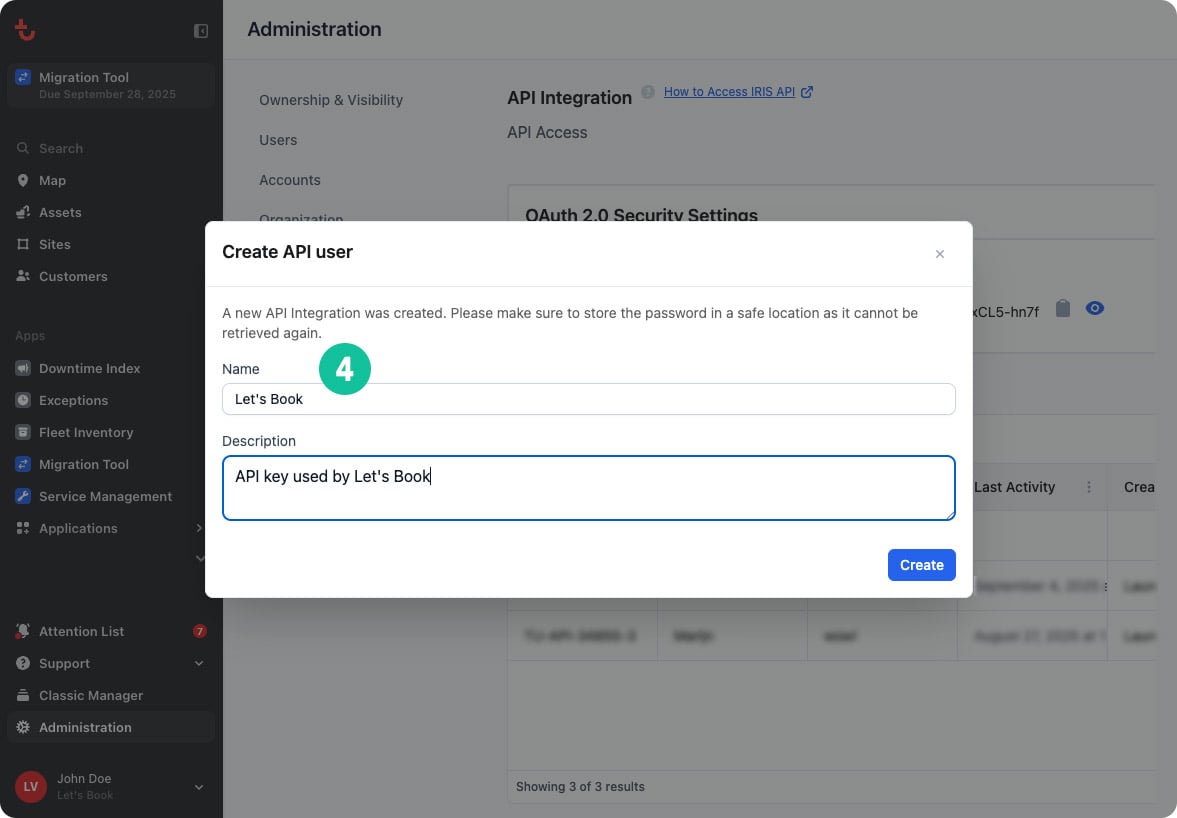 Administration
Migration Tool
Due September 28, 2025
Search
Map
Assets
Sites
Customers
Apps
Downtime Index
Exceptions
Fleet Inventory
Migration Tool
Service Management
Applications
Attention List
7
Support
Classic Manager
Administration
LV
John Doe
Let's Book
Ownership & Visibility
Users
Accounts
Organization
API Integration
? How to Access IRIS API
API Access
OAuth 2.0 Security Settings
xCL5-hn7f
Create API user
×
A new API Integration was created. Please make sure to store the password in a safe location as it cannot be
retrieved again.
Name
4
Let's Book
Description
API key used by Let's Book
Create
Last Activity
Crea
Showing 3 of 3 results